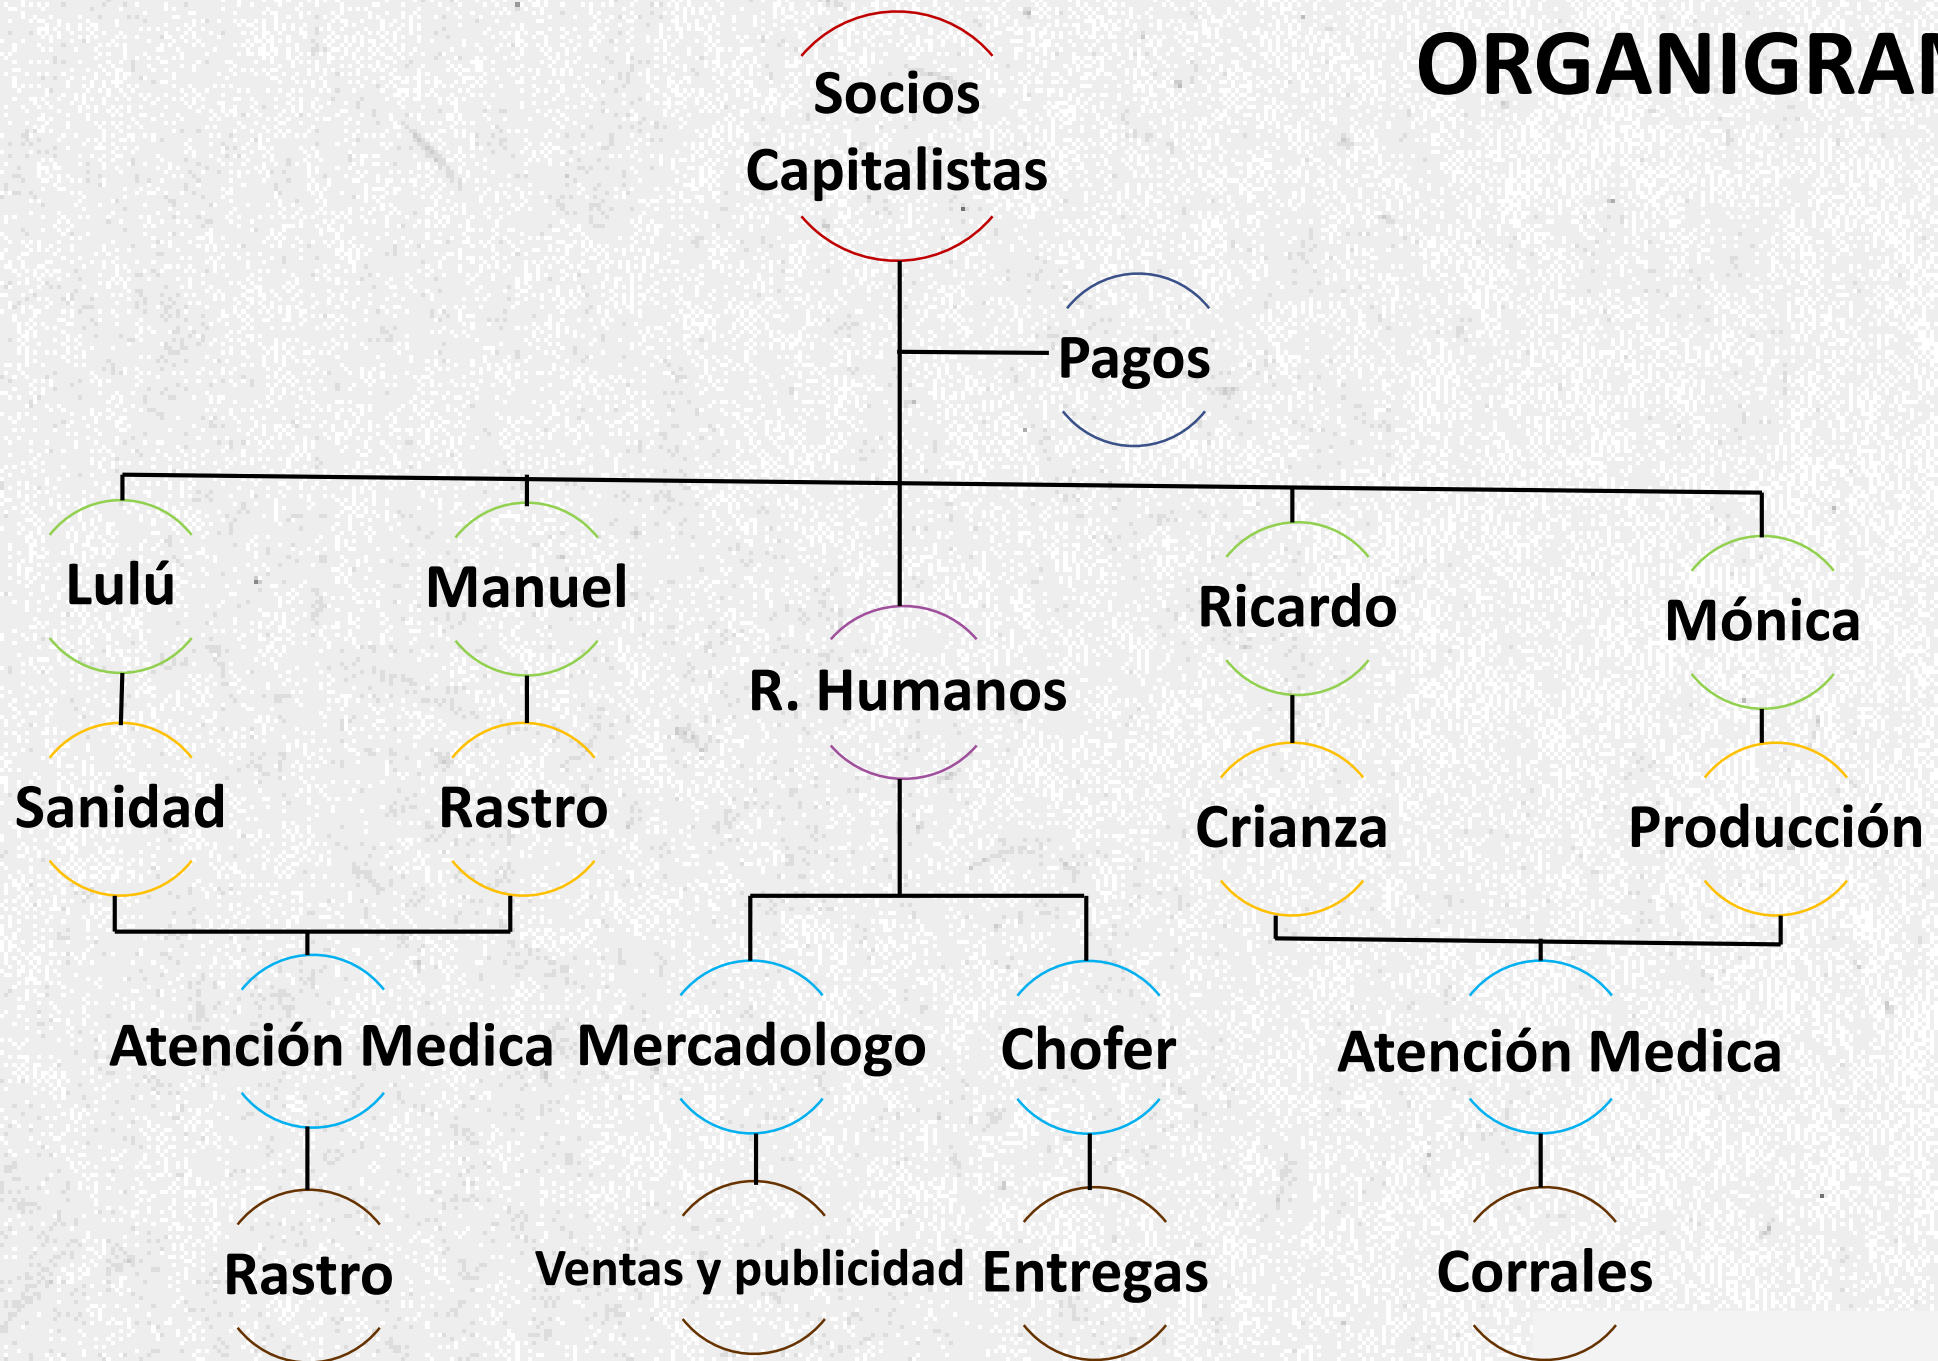 ORGANIGRAM
Socios
Capitalistas
Pagos
Lulú
Manuel
R. Humanos
Ricardo
Mónica
Sanidad
Rastro
Crianza
Producción
Atención Medica
Mercadologo
Chofer
Atención Medica
Rastro
Ventas y publicidad
Entregas
Corrales